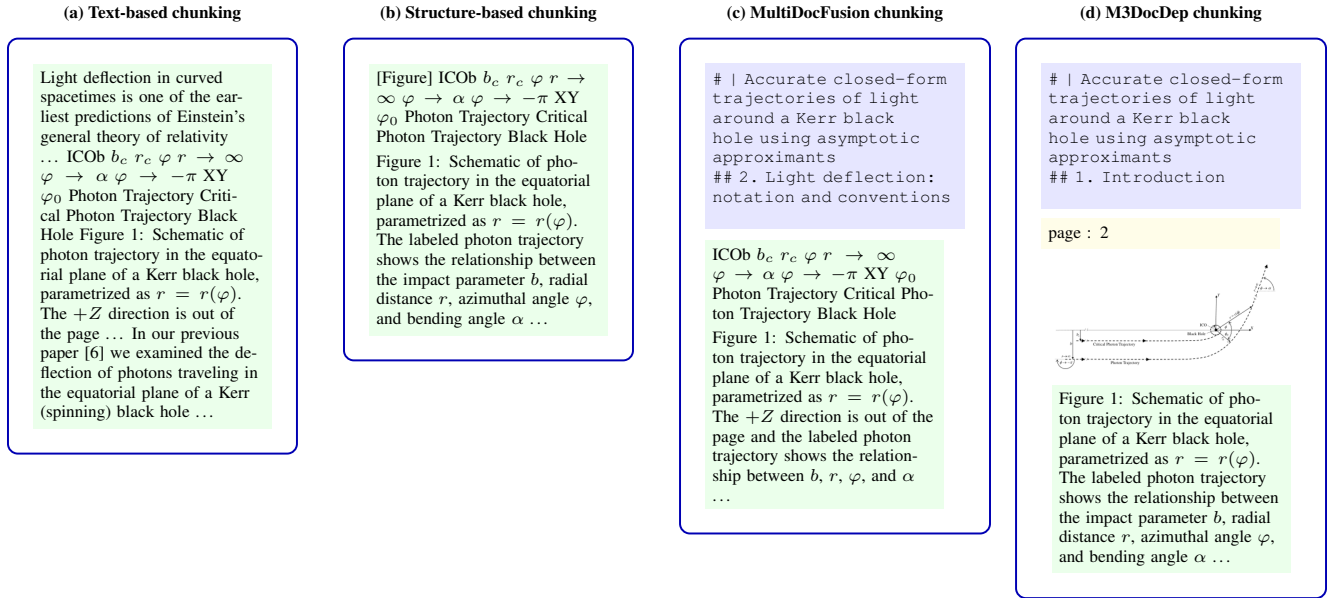 (a) Text-based chunking
Light deflection in curved
spacetimes is one of the ear-
liest predictions of Einstein's
general theory of relativity
… ICOb b_c r_c φ r → ∞
φ → α φ → −π XY
φ_0 Photon Trajectory Criti-
cal Photon Trajectory Black
Hole Figure 1: Schematic of
photon trajectory in the equato-
rial plane of a Kerr black hole,
parametrized as r = r(φ).
The +Z direction is out of
the page … In our previous
paper [6] we examined the de-
flection of photons traveling in
the equatorial plane of a Kerr
(spinning) black hole …
(b) Structure-based chunking
[Figure] ICOb b_c r_c φ r →
∞ φ → α φ → −π XY
φ_0 Photon Trajectory Critical
Photon Trajectory Black Hole
Figure 1: Schematic of pho-
ton trajectory in the equatorial
plane of a Kerr black hole,
parametrized as r = r(φ).
The labeled photon trajectory
shows the relationship between
the impact parameter b, radial
distance r, azimuthal angle φ,
and bending angle α …
(c) MultiDocFusion chunking
# | Accurate closed-form
trajectories of light
around a Kerr black
hole using asymptotic
approximants
## 2. Light deflection:
notation and conventions
ICOb b_c r_c φ r → ∞
φ → α φ → −π XY φ_0
Photon Trajectory Critical Pho-
ton Trajectory Black Hole
Figure 1: Schematic of pho-
ton trajectory in the equatorial
plane of a Kerr black hole,
parametrized as r = r(φ).
The +Z direction is out of the
page and the labeled photon
trajectory shows the relation-
ship between b, r, φ, and α
…
(d) M3DocDep chunking
# | Accurate closed-form
trajectories of light
around a Kerr black
hole using asymptotic
approximants
## 1. Introduction
page : 2
ICO
Black Hole
Critical Photon Trajectory
Photon Trajectory
Figure 1: Schematic of pho-
ton trajectory in the equatorial
plane of a Kerr black hole,
parametrized as r = r(φ).
The labeled photon trajectory
shows the relationship between
the impact parameter b, radial
distance r, azimuthal angle φ,
and bending angle α …